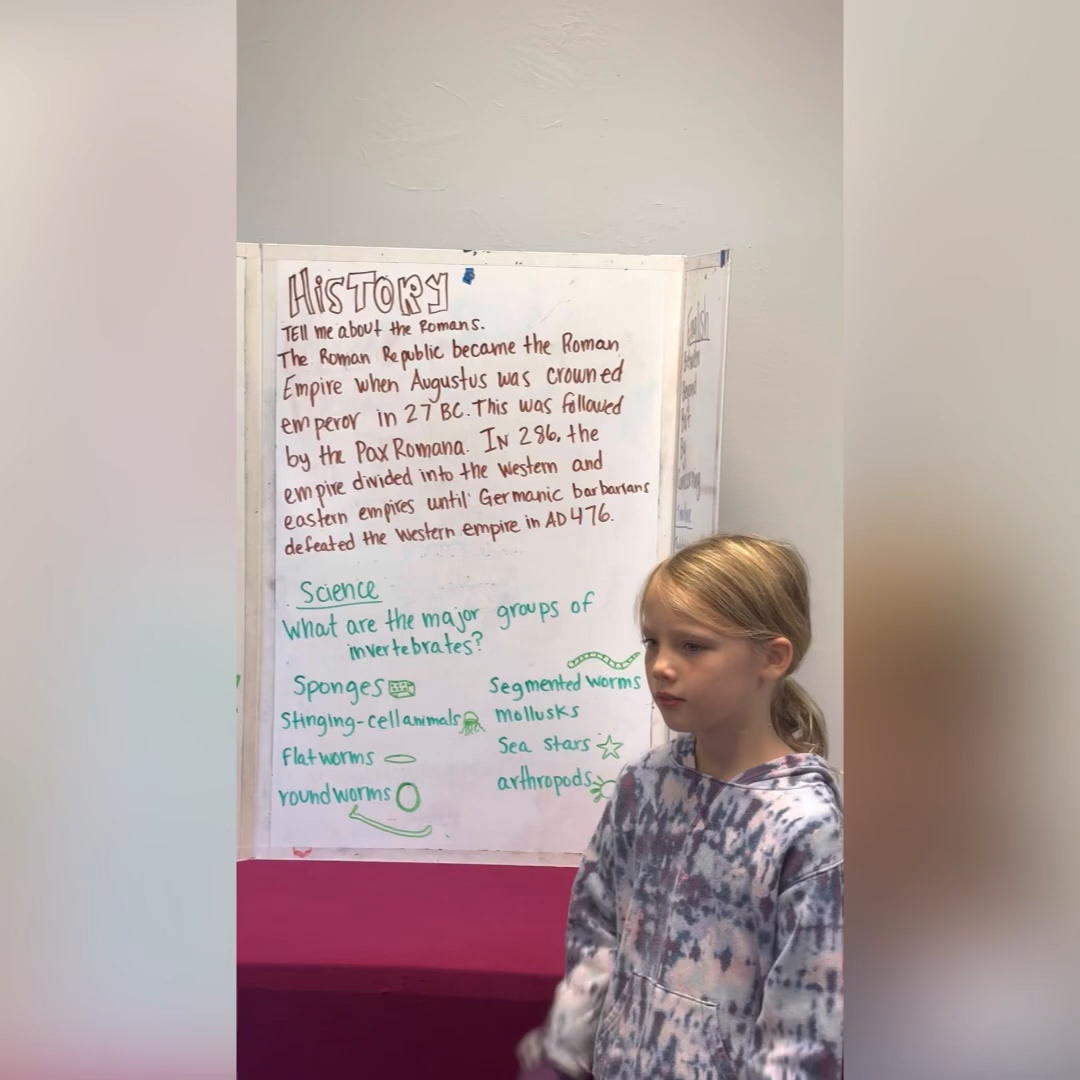 HiSTORY
TEll me about the Romans.
The Roman Republic became the Roman
Empire when Augustus was crowned
emperor in 27 BC. This was followed
by the Pax Romana. IN 286, the
empire divided into the Western and
eastern empires until Germanic barbarians
defeated the Western empire in AD 476.
Science
What are the major groups of
invertebrates?
Sponges
Stinging-cell animals
flatworms
roundworms
Segmented worms
mollusks
Sea stars
arthropods
English